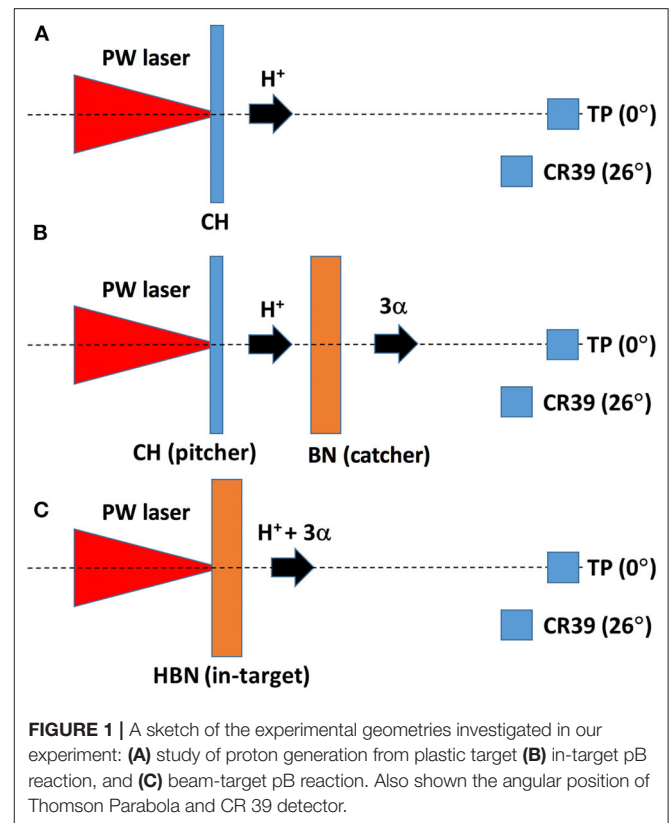 A
PW laser
H+
TP (0°)
CR39 (26°)
CH
B
PW laser
H+
3α
TP (0°)
CR39 (26°)
CH (pitcher)
BN (catcher)
C
PW laser
H+ + 3α
TP (0°)
CR39 (26°)
HBN (in-target)
FIGURE 1 | A sketch of the experimental geometries investigated in our
experiment: (A) study of proton generation from plastic target (B) in-target pB
reaction, and (C) beam-target pB reaction. Also shown the angular position of
Thomson Parabola and CR 39 detector.